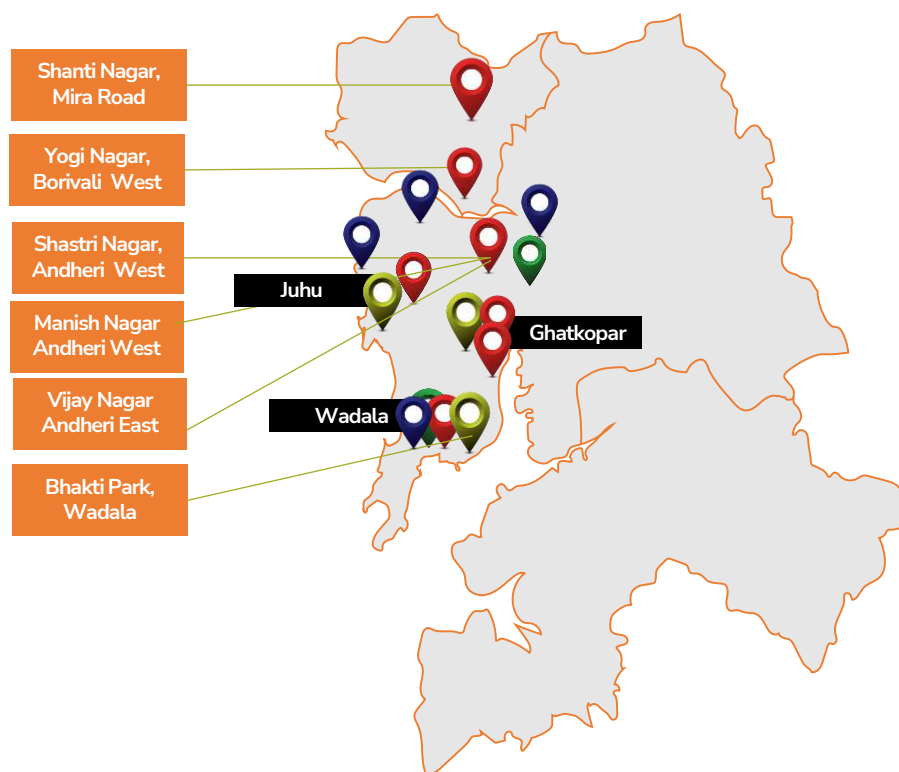 Shanti Nagar,
Mira Road
Yogi Nagar,
Borivali West
Shastri Nagar,
Andheri West
Juhu
Manish Nagar
Andheri West
Ghatkopar
Vijay Nagar
Andheri East
Wadala
Bhakti Park,
Wadala